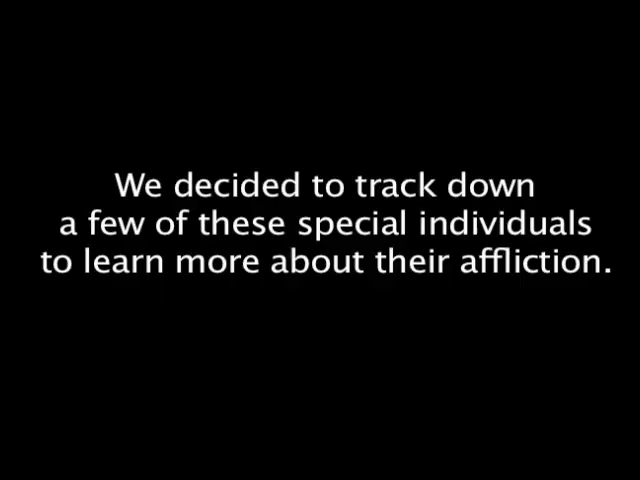 We decided to track down
a few of these special individuals
to learn more about their affliction.